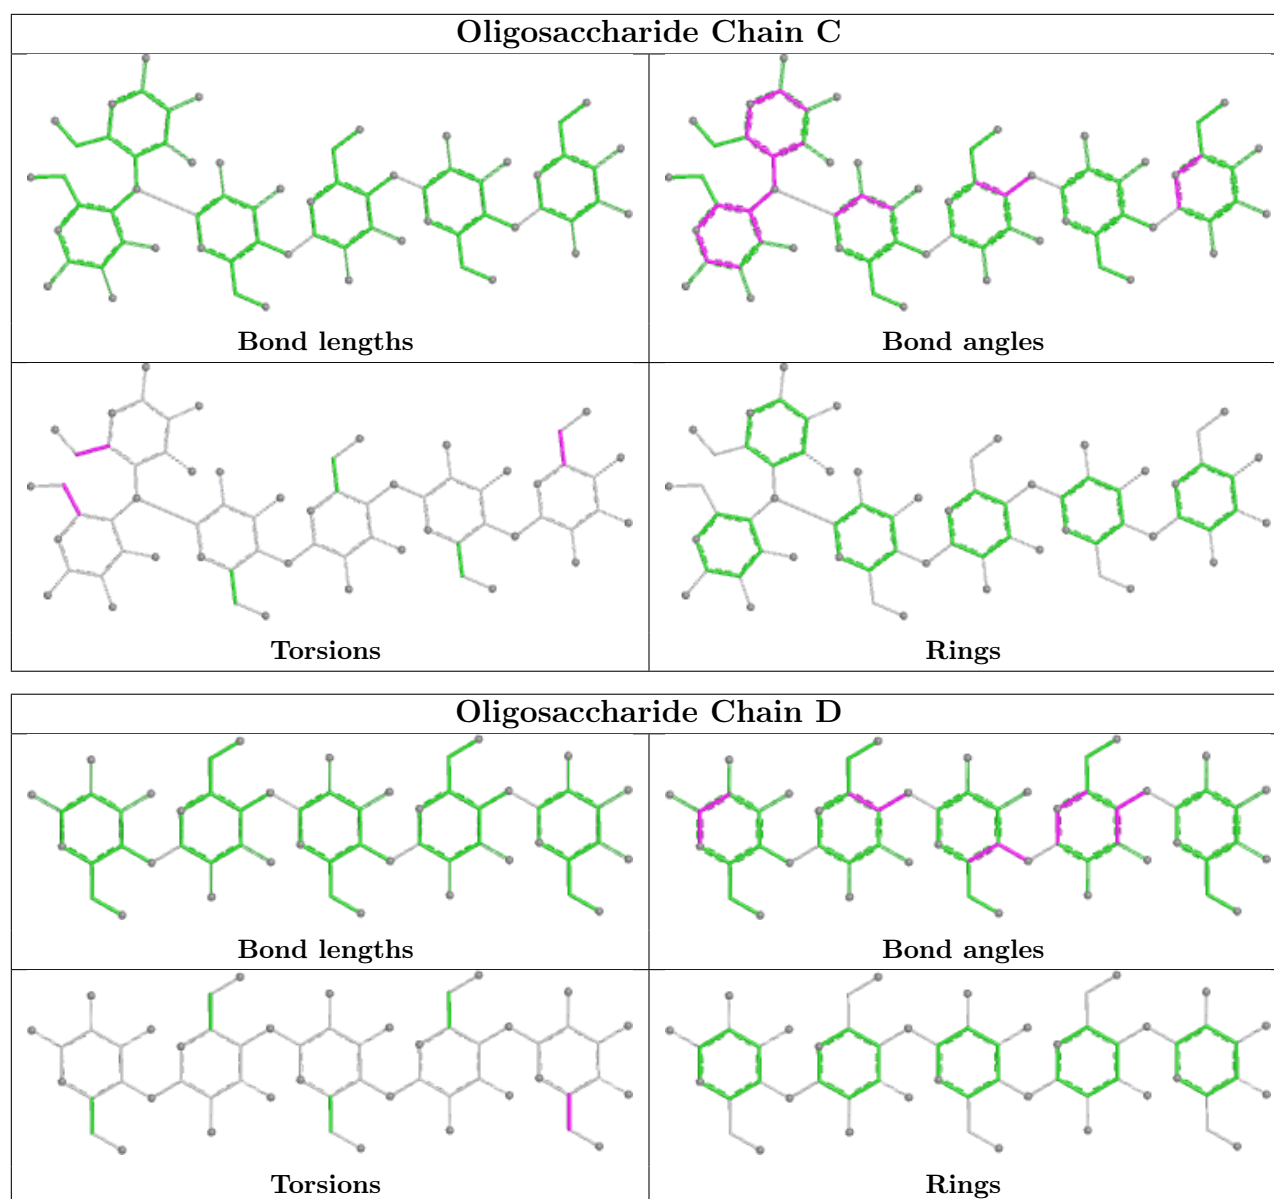 Oligosaccharide Chain C
Bond lengths
Bond angles
Torsions
Rings
Oligosaccharide Chain D
Bond lengths
Bond angles
Torsions
Rings